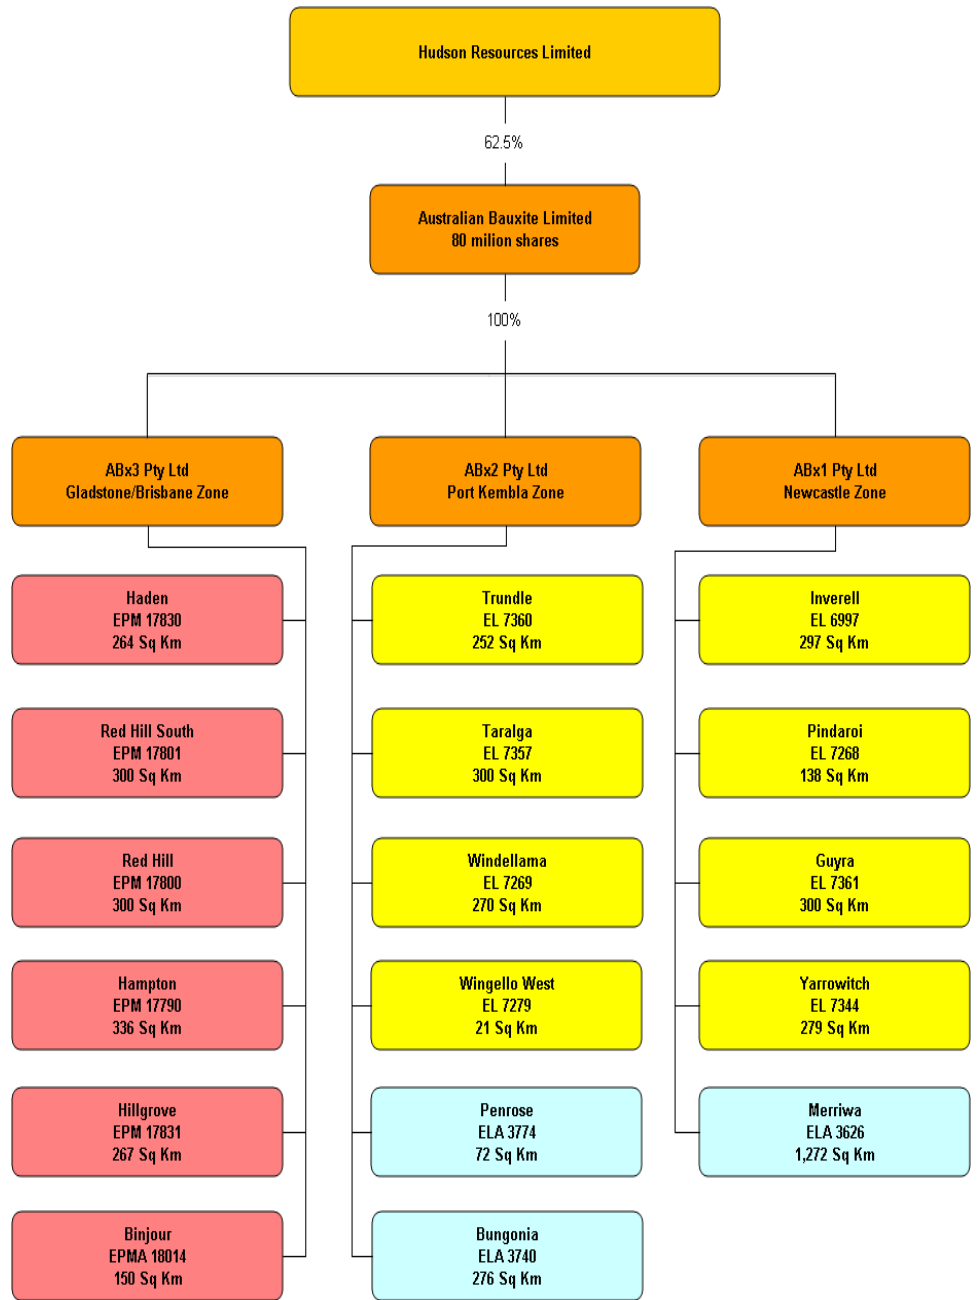 Hudson Resources Limited
62.5%
Australian Bauxite Limited
80 milion shares
100%
ABx3 Pty Ltd
Gladstone/Brisbane Zone
Haden
EPM 17830
264 Sq Km
Red Hill South
EPM 17801
300 Sq Km
Red Hill
EPM 17800
300 Sq Km
Hampton
EPM 17790
336 Sq Km
Hillgrove
EPM 17831
267 Sq Km
Binjour
EPMA 18014
150 Sq Km
ABx2 Pty Ltd
Port Kembla Zone
Trundle
EL 7360
252 Sq Km
Taralga
EL 7357
300 Sq Km
Windellama
EL 7269
270 Sq Km
Wingello West
EL 7279
21 Sq Km
Penrose
ELA 3774
72 Sq Km
Bungonia
ELA 3740
276 Sq Km
ABx1 Pty Ltd
Newcastle Zone
Inverell
EL 6997
297 Sq Km
Pindaroi
EL 7268
138 Sq Km
Guyra
EL 7361
300 Sq Km
Yarrowitch
EL 7344
279 Sq Km
Merriwa
ELA 3626
1,272 Sq Km